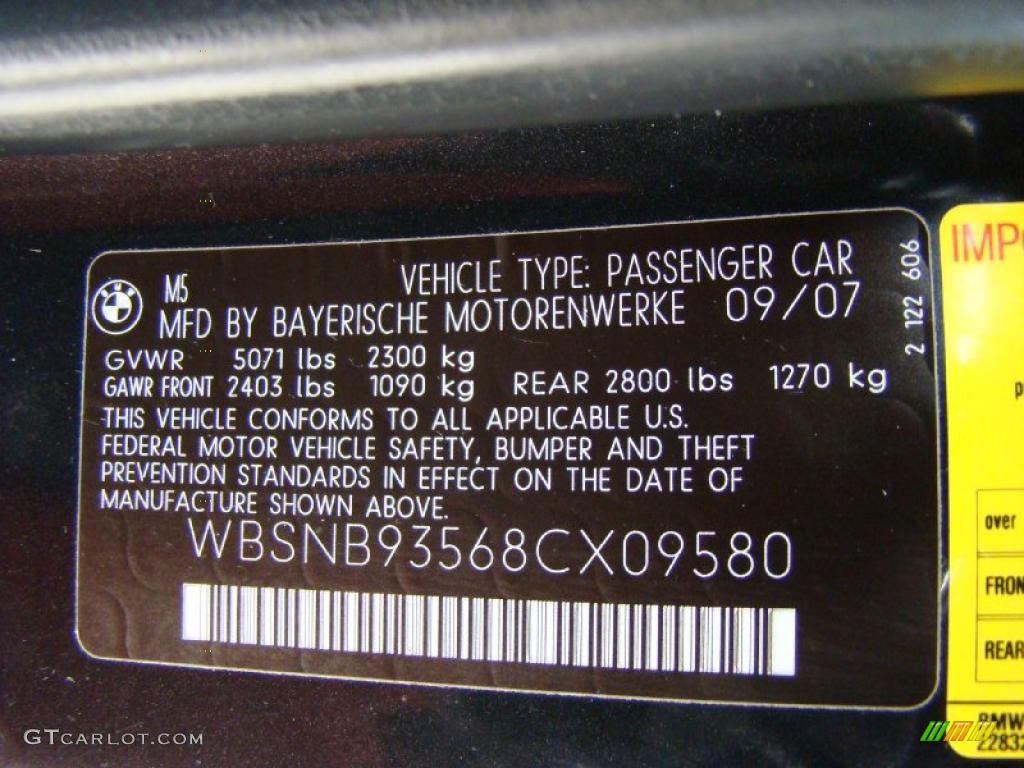 M5 VEHICLE TYPE: PASSENGER CAR
MFD BY BAYERISCHE MOTORENWERKE 09/07
GVWR 5071 lbs 2300 kg
GAWR FRONT 2403 lbs 1090 kg REAR 2800 lbs 1270 kg
THIS VEHICLE CONFORMS TO ALL APPLICABLE U.S.
FEDERAL MOTOR VEHICLE SAFETY, BUMPER AND THEFT
PREVENTION STANDARDS IN EFFECT ON THE DATE OF
MANUFACTURE SHOWN ABOVE.
WBSNB93568CX09580
2 122 606
BMW
over
FRON
REAR
BMW
GTCARLOT.COM